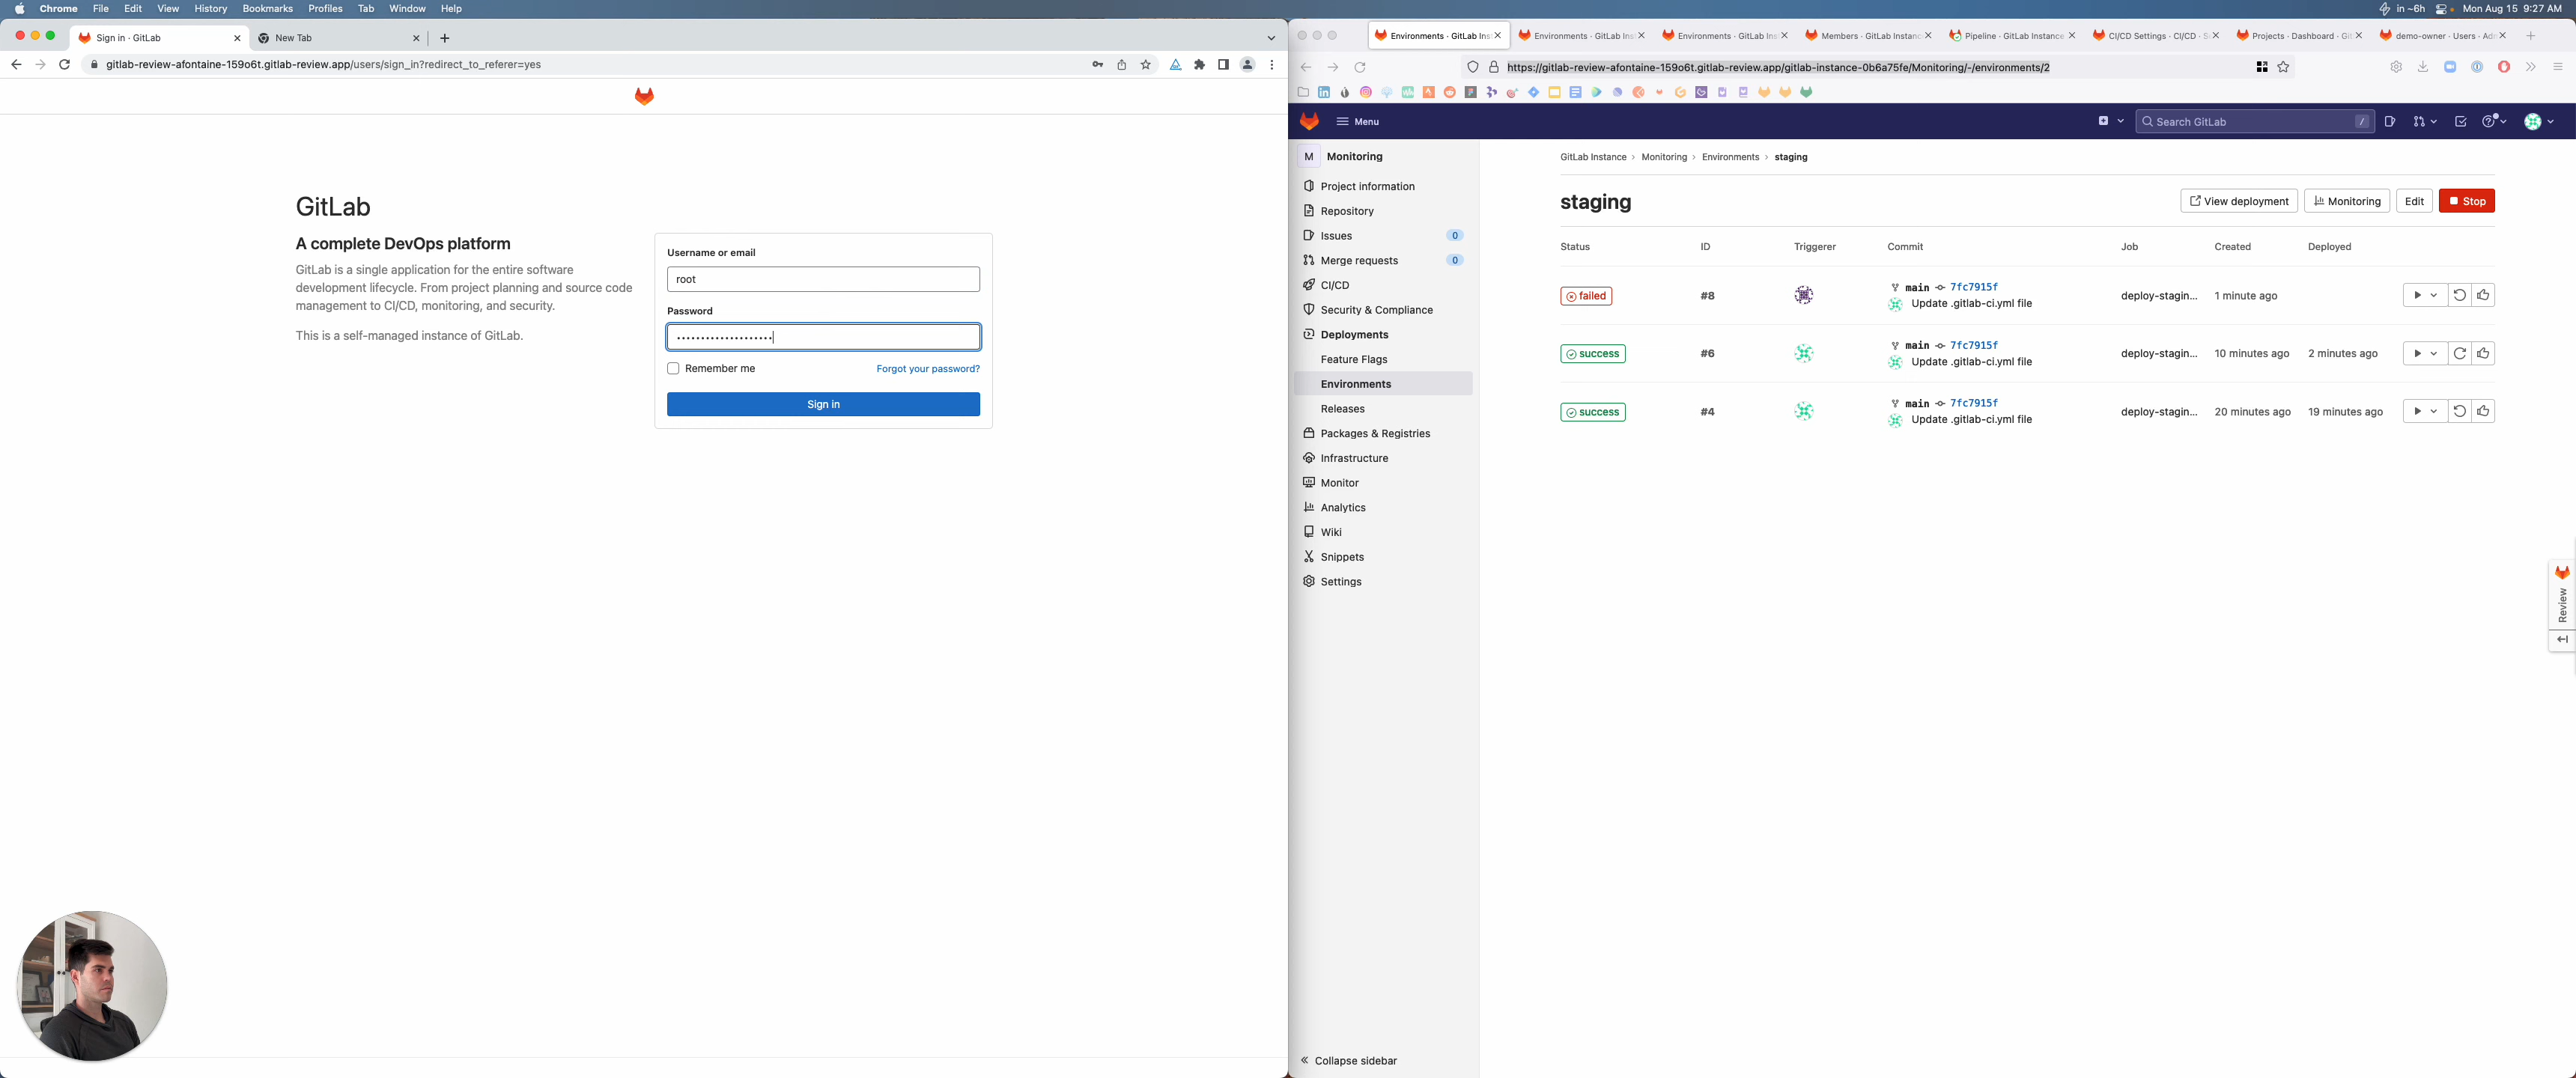 Chrome File Edit View History Bookmarks Profiles Tab Window Help
in ~6h Mon Aug 15 9:27 AM
Sign in · GitLab
New Tab
gitlab-review-afontaine-159o6t.gitlab-review.app/users/sign_in?redirect_to_referer=yes
GitLab
A complete DevOps platform
GitLab is a single application for the entire software
development lifecycle. From project planning and source code
management to CI/CD, monitoring, and security.
This is a self-managed instance of GitLab.
Username or email
root
Password
Remember me
Forgot your password?
Sign in
Environments · GitLab Ins
Environments · GitLab Ins
Environments · GitLab Ins
Members · GitLab Instanc
Pipeline · GitLab Instance
CI/CD Settings · CI/CD · S
Projects · Dashboard · Git
demo-owner · Users · Adm
https://gitlab-review-afontaine-159o6t.gitlab-review.app/gitlab-instance-0b6a75fe/Monitoring/-/environments/2
Menu
Search GitLab /
M Monitoring
Project information
Repository
Issues 0
Merge requests 0
CI/CD
Security & Compliance
Deployments
Feature Flags
Environments
Releases
Packages & Registries
Infrastructure
Monitor
Analytics
Wiki
Snippets
Settings
Collapse sidebar
GitLab Instance › Monitoring › Environments › staging
staging
View deployment Monitoring Edit Stop
Status ID Triggerer Commit Job Created Deployed
failed #8 main 7fc7915f deploy-stagin... 1 minute ago
Update .gitlab-ci.yml file
success #6 main 7fc7915f deploy-stagin... 10 minutes ago 2 minutes ago
Update .gitlab-ci.yml file
success #4 main 7fc7915f deploy-stagin... 20 minutes ago 19 minutes ago
Update .gitlab-ci.yml file
Review